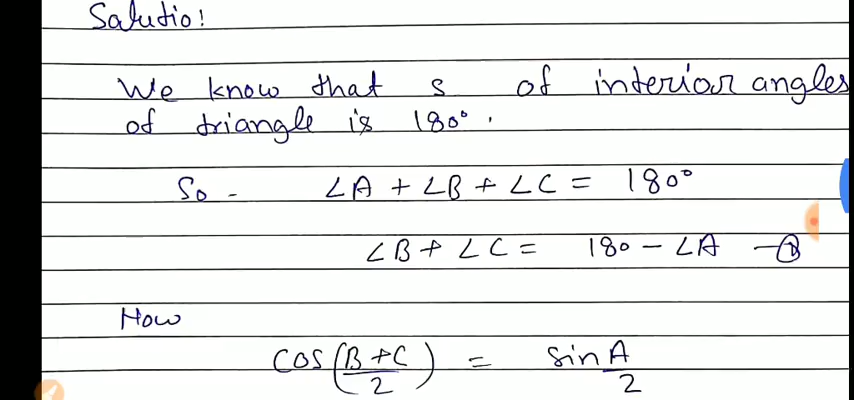 Salutio!
We know that s of interior angles
of triangle is 180°.
So - ∠A + ∠B + ∠C = 180°
∠B + ∠C = 180 - ∠A - ①
How
cos(B+C/2) = sin A/2